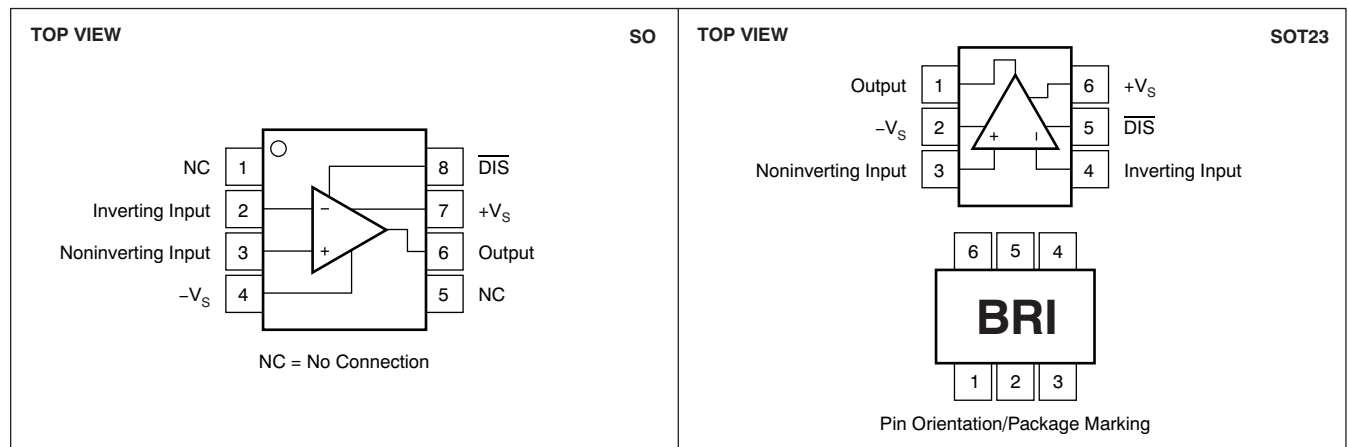 TOP VIEW
SO
NC 1
8 D̅I̅S̅
Inverting Input 2 −
7 +VS
Noninverting Input 3 +
6 Output
−VS 4
5 NC
NC = No Connection
TOP VIEW
SOT23
Output 1
6 +VS
−VS 2
+ −
5 D̅I̅S̅
Noninverting Input 3
4 Inverting Input
6 5 4
BRI
1 2 3
Pin Orientation/Package Marking